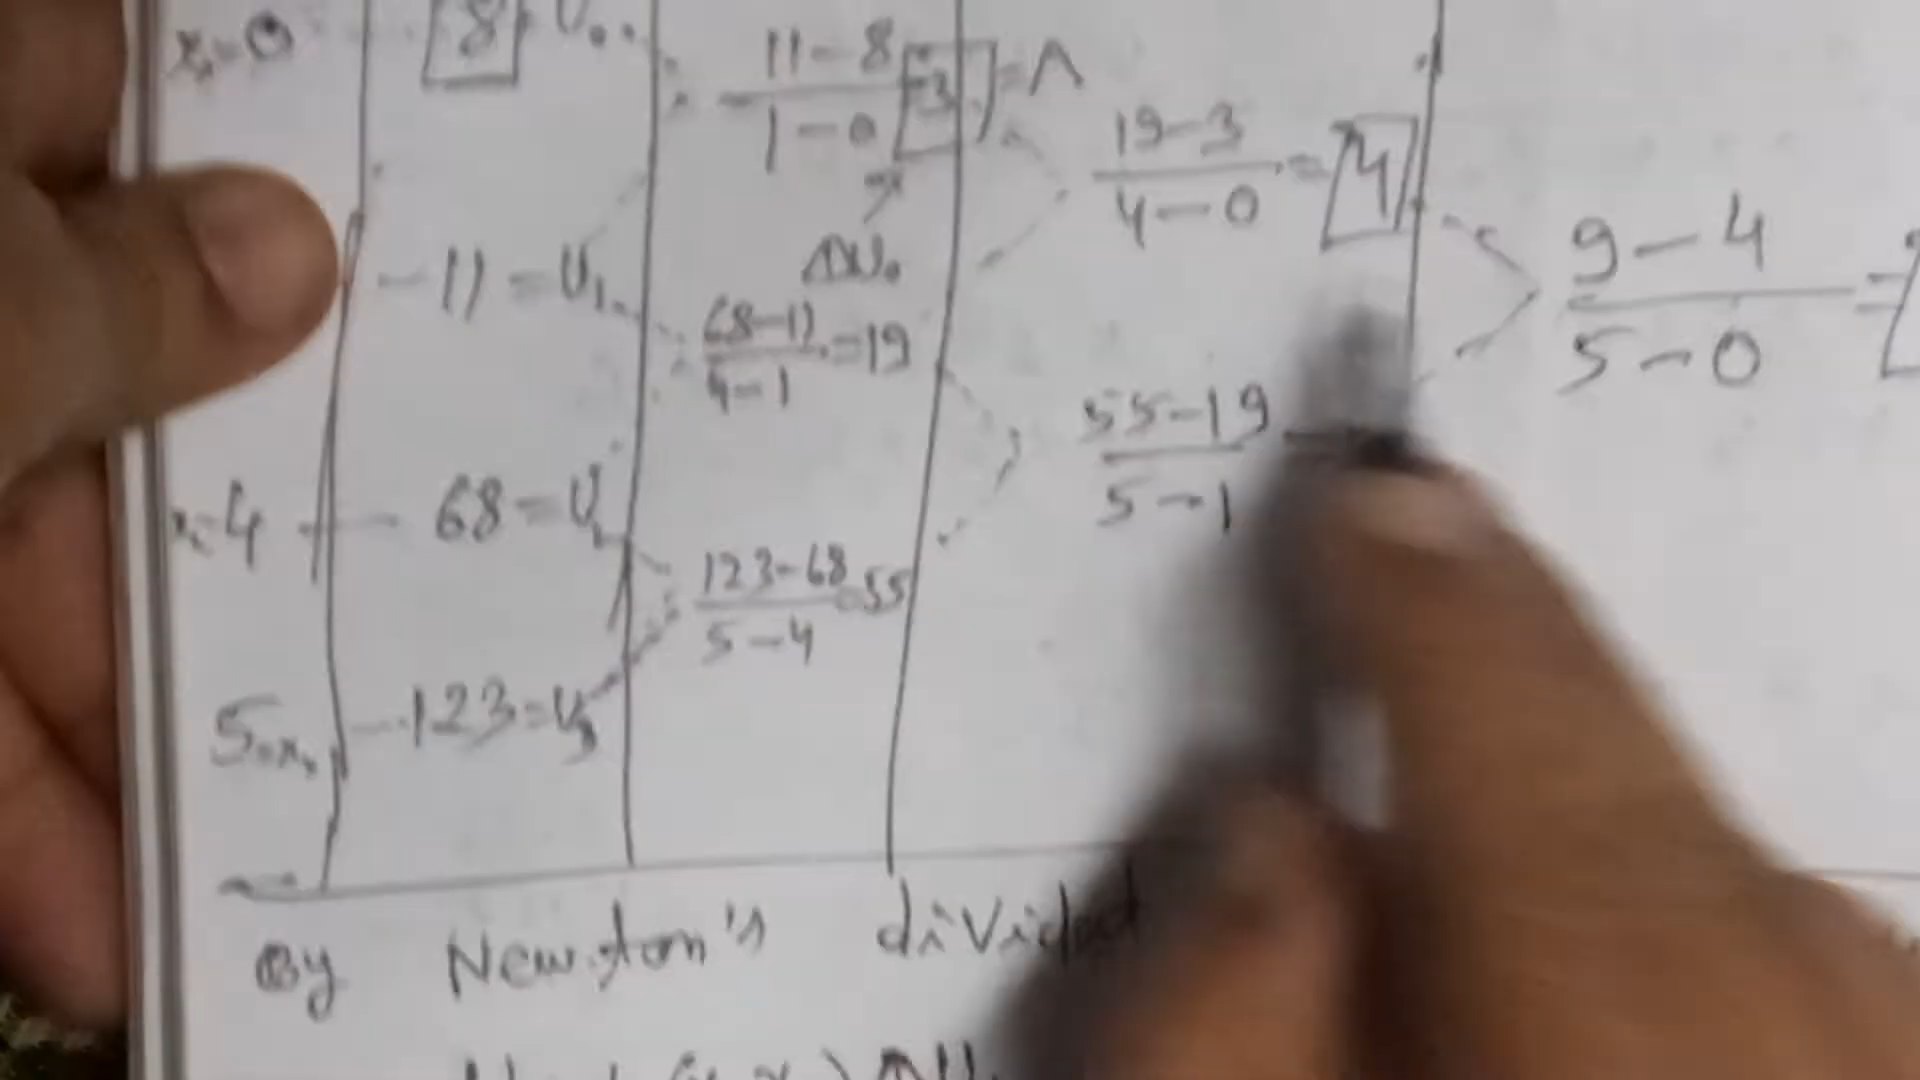 x₀=0 8 U₀
11-8 / 1-0 = 3
19-3 / 4-0 = 4
ΔU₀
-11 = U₁
68-11 / 4-1 = 19
9-4 / 5-0 =
55-19 / 5-1 =
4 - 68 = U₂
123-68 / 5-4 = 55
5 - 123 = U₃
By Newton's divided